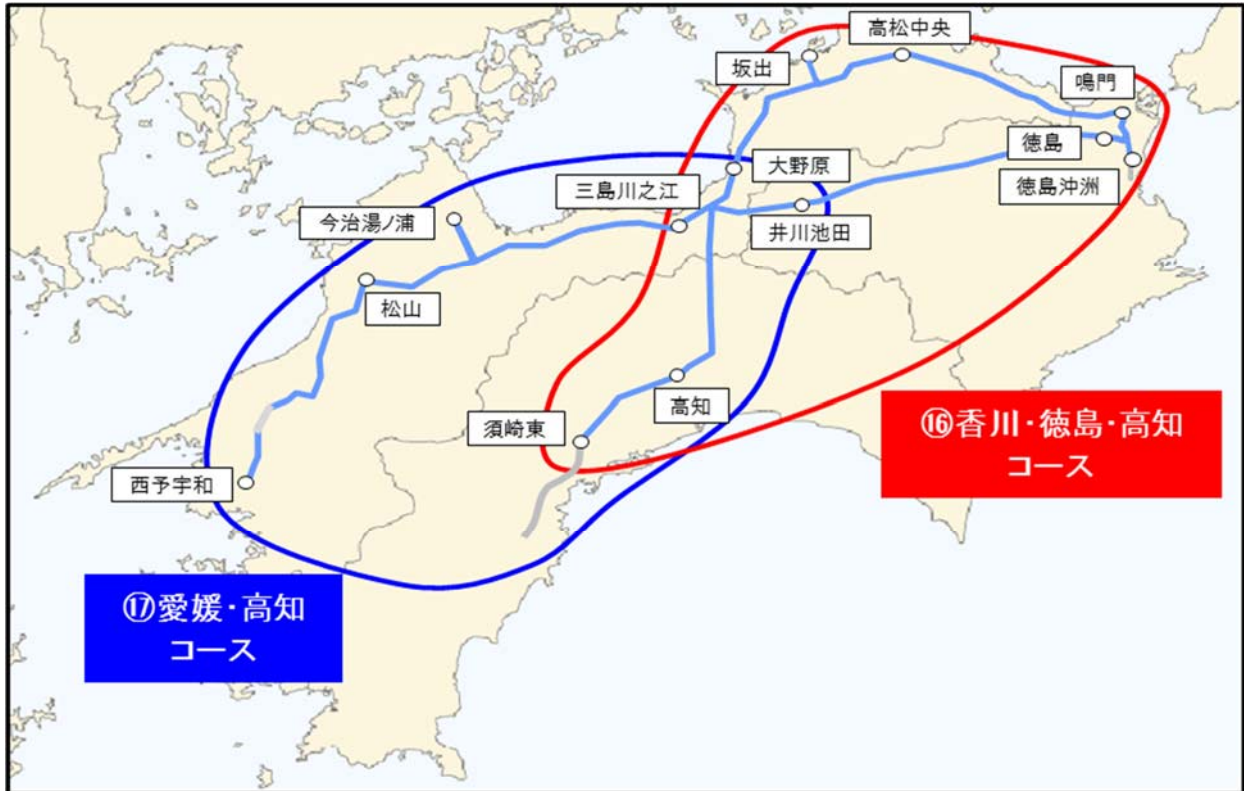 高松中央
坂出
鳴門
徳島
徳島沖洲
大野原
三島川之江
井川池田
今治湯ノ浦
松山
高知
須崎東
西予宇和
⑯香川・徳島・高知
コース
⑰愛媛・高知
コース